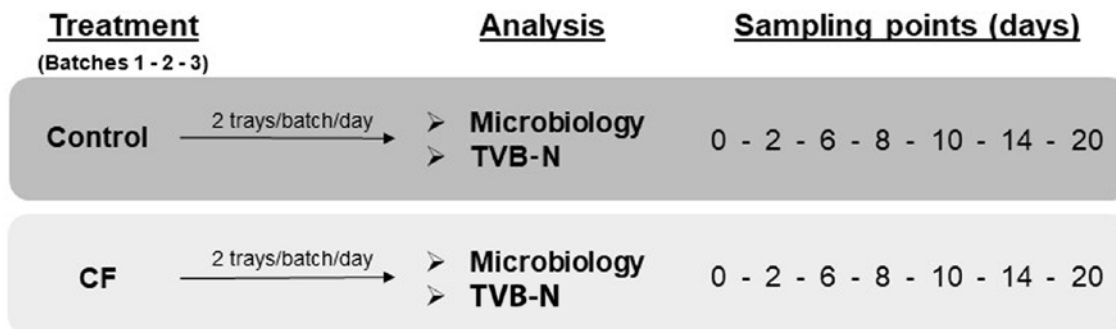 Treatment Analysis Sampling points (days)
(Batches 1 - 2 - 3)
Control 2 trays/batch/day ➢ Microbiology 0 - 2 - 6 - 8 - 10 - 14 - 20
➢ TVB-N
CF 2 trays/batch/day ➢ Microbiology 0 - 2 - 6 - 8 - 10 - 14 - 20
➢ TVB-N